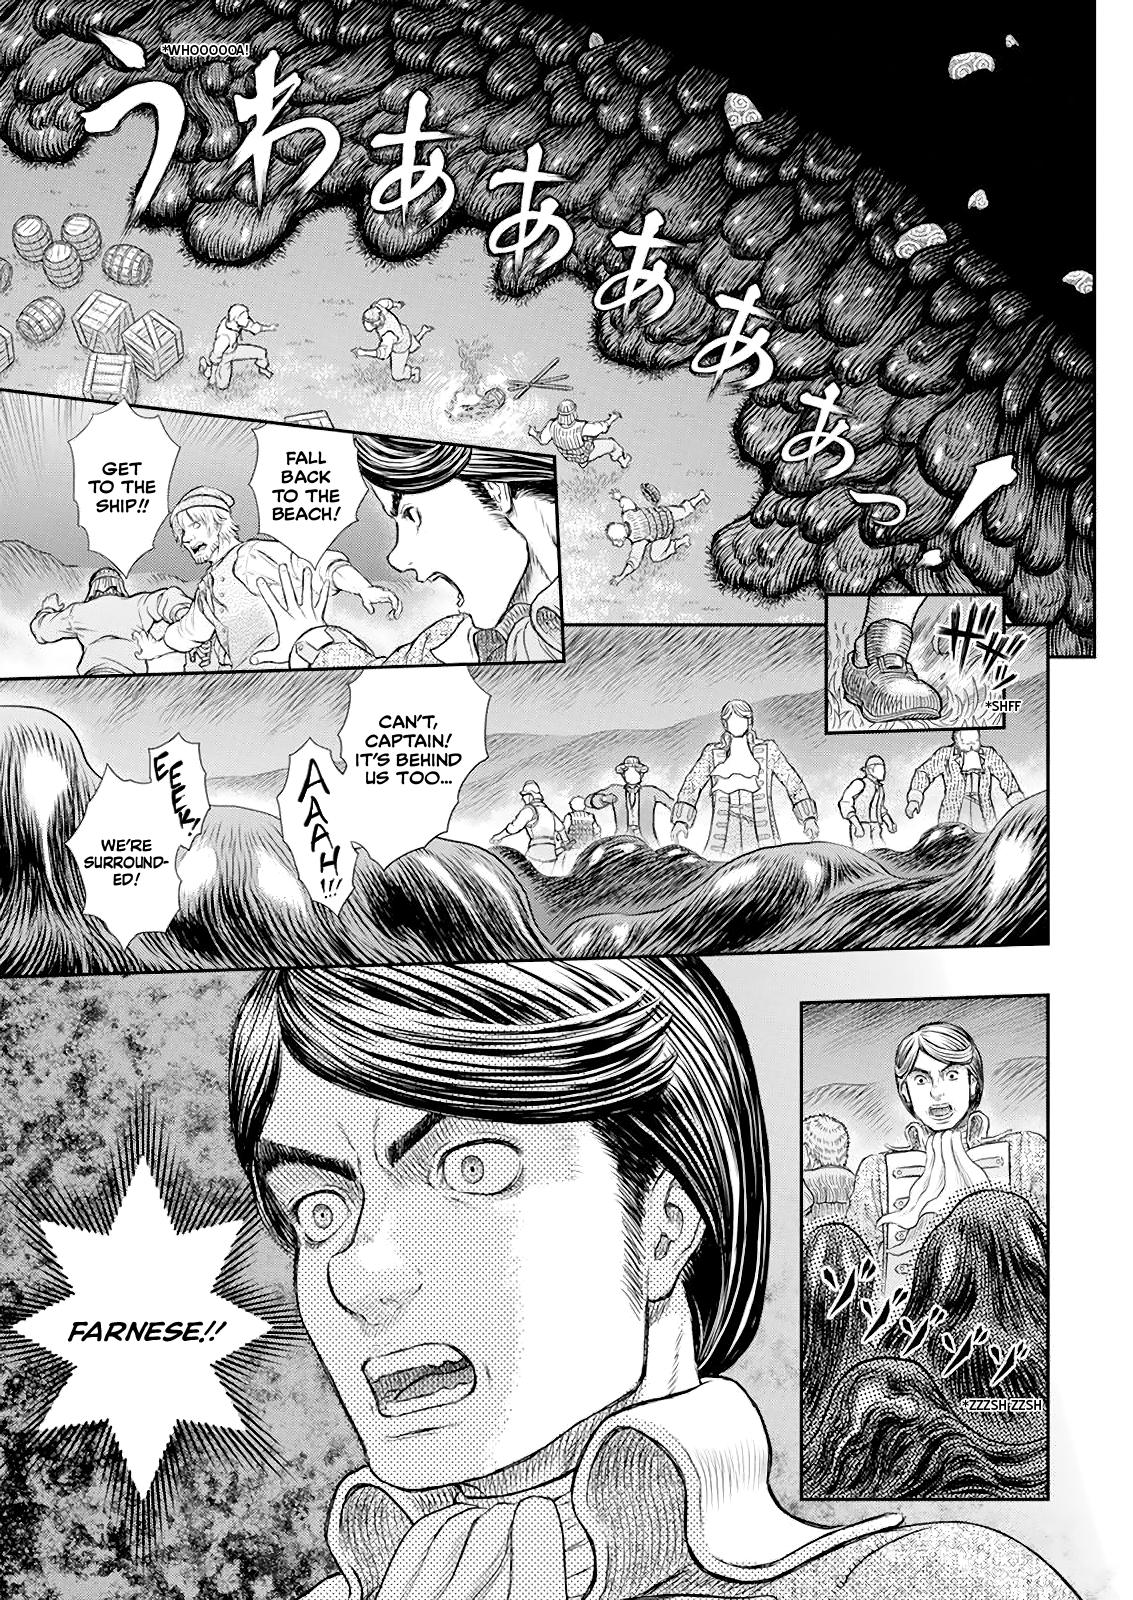 *WHOOOOOA!
うわぁあああああっ!
FALL
BACK
TO THE
BEACH!
GET
TO THE
SHIP!!
ザザッ
*SHFF
CAN'T,
CAPTAIN!
IT'S BEHIND
US TOO...
AAAH!!!
EEEK!
WE'RE
SURROUND-
ED!
ゾゾゾゾ
*ZZZSH ZZSH
FARNESE!!